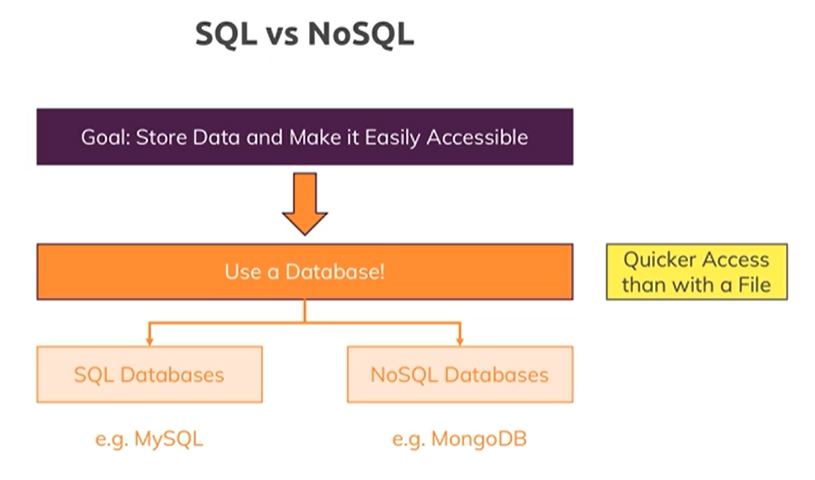 SQL vs NoSQL
Goal: Store Data and Make it Easily Accessible
Use a Database!
Quicker Access
than with a File
SQL Databases
NoSQL Databases
e.g. MySQL
e.g. MongoDB